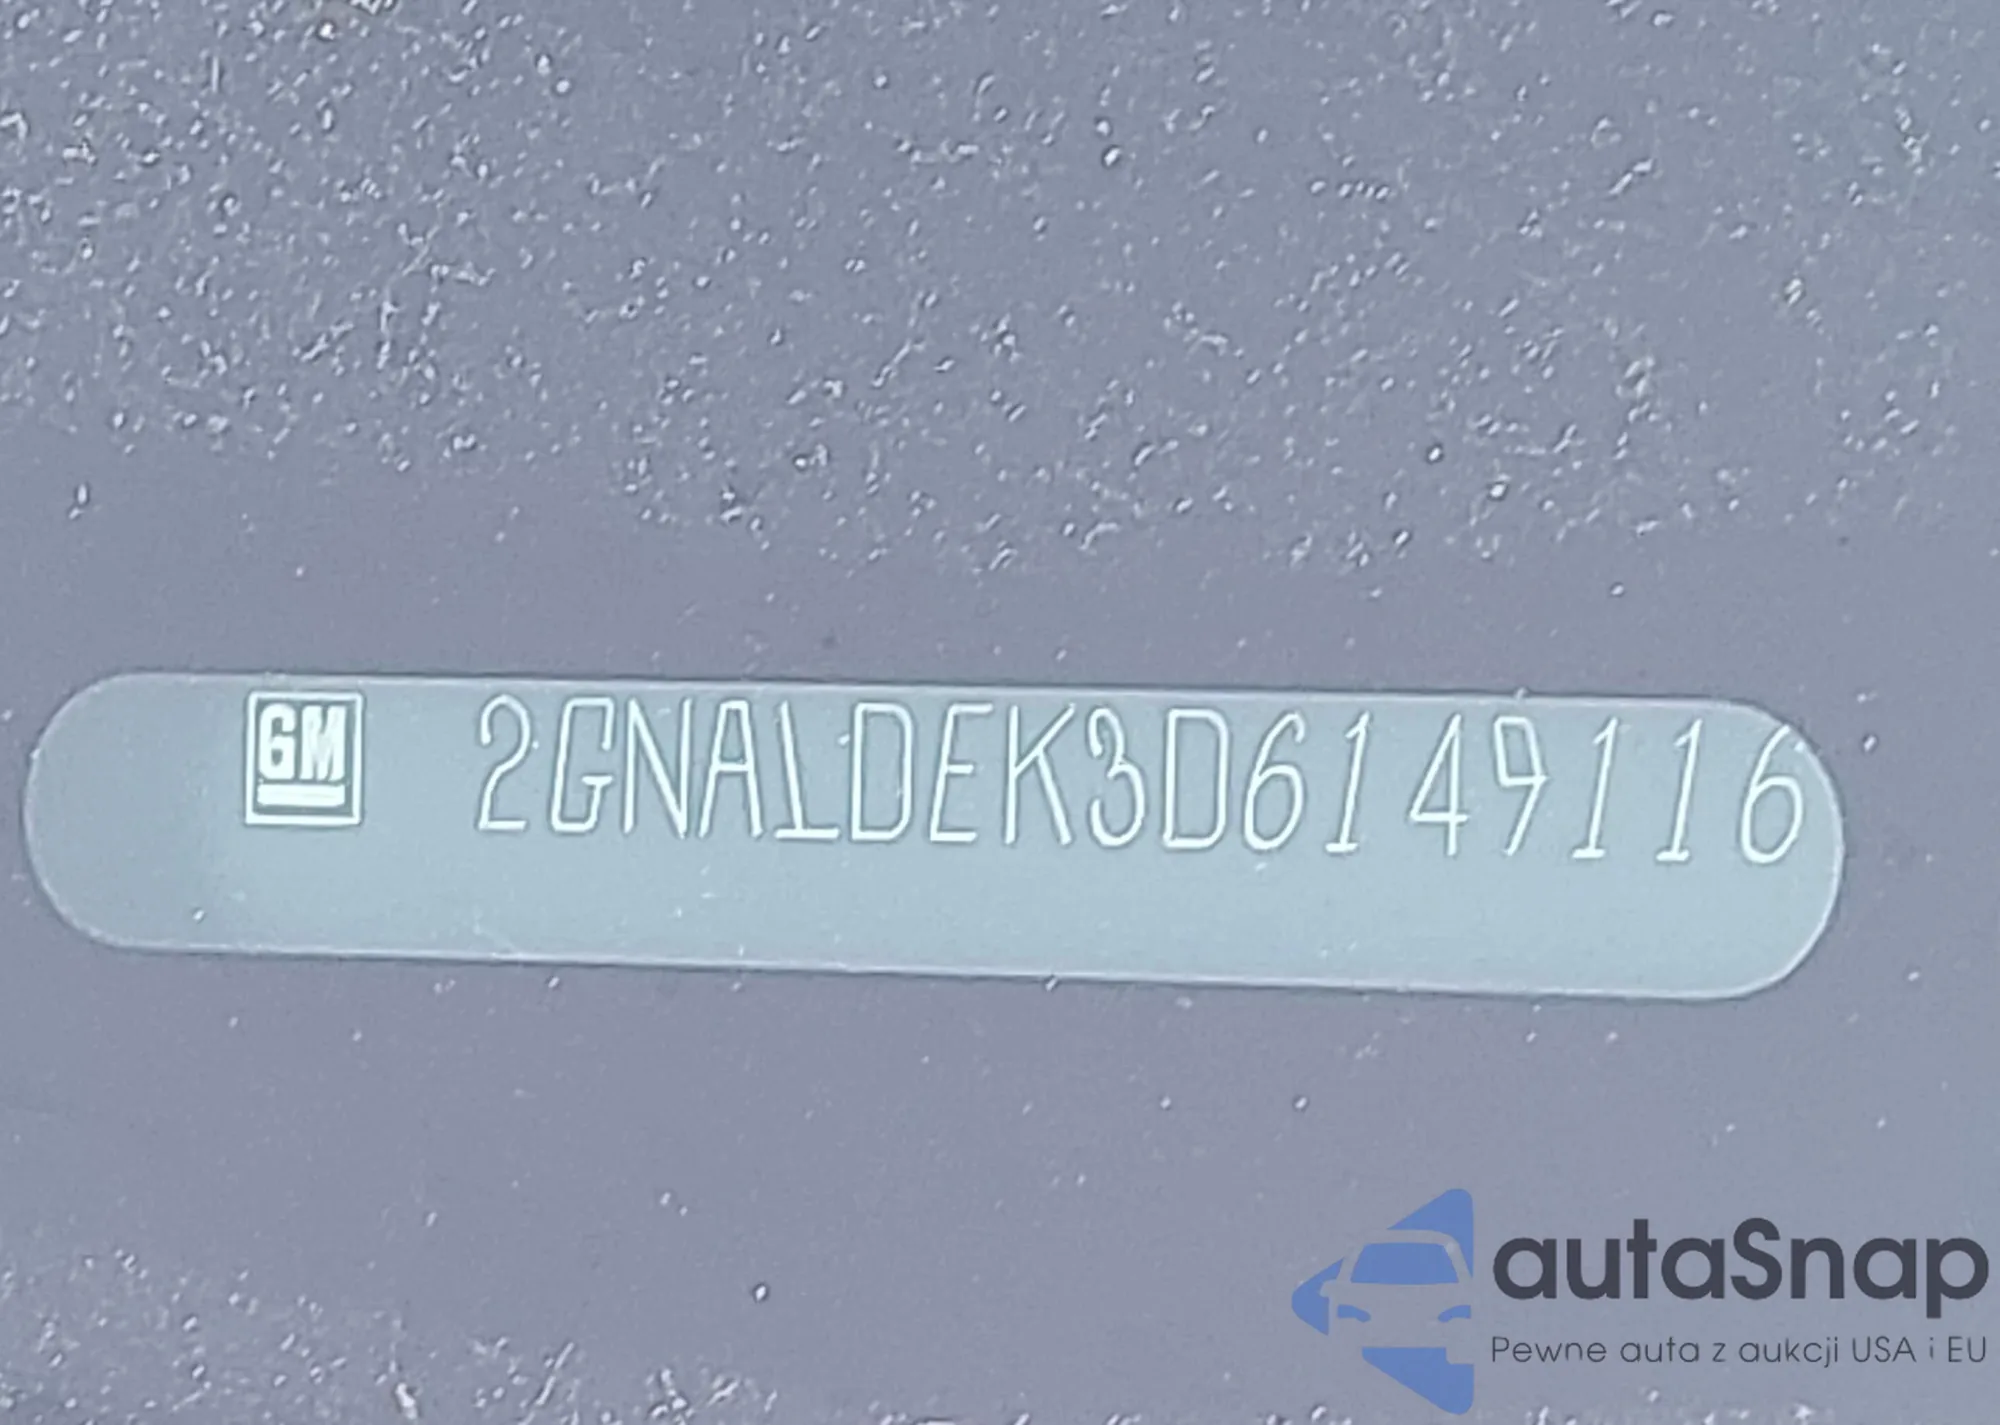 GM 2GNALDEK3D6149116
autaSnap
Pewne auta z aukcji USA i EU